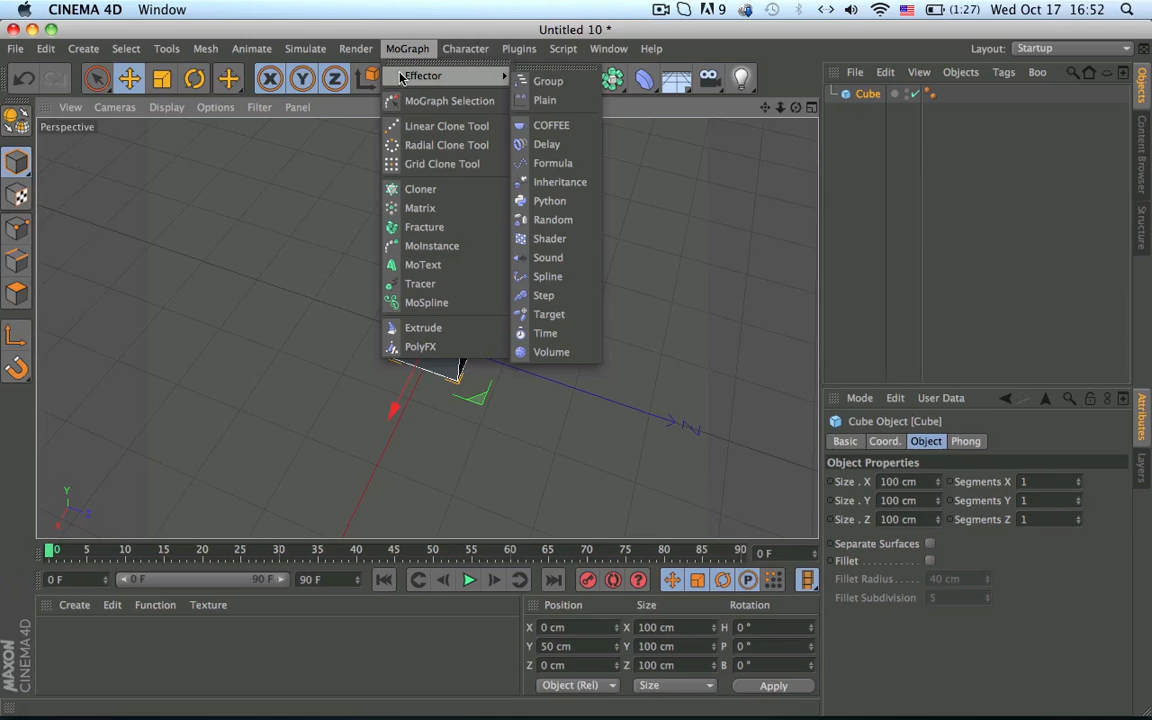 CINEMA 4D Window 9 (1:27) Wed Oct 17 16:52
Untitled 10 *
File Edit Create Select Tools Mesh Animate Simulate Render MoGraph Character Plugins Script Window Help Layout: Startup
X Y Z
View Cameras Display Options Filter Panel
Perspective
Effector
MoGraph Selection
Linear Clone Tool
Radial Clone Tool
Grid Clone Tool
Cloner
Matrix
Fracture
MoInstance
MoText
Tracer
MoSpline
Extrude
PolyFX
Group
Plain
COFFEE
Delay
Formula
Inheritance
Python
Random
Shader
Sound
Spline
Step
Target
Time
Volume
File Edit View Objects Tags Boo
Cube
Objects
Content Browser
Structure
Y
Z
X
Z
Mode Edit User Data
Cube Object [Cube]
Basic Coord. Object Phong
Object Properties
Size . X 100 cm Segments X 1
Size . Y 100 cm Segments Y 1
Size . Z 100 cm Segments Z 1
Separate Surfaces
Fillet
Fillet Radius 40 cm
Fillet Subdivision 5
Attributes
Layers
0 5 10 15 20 25 30 35 40 45 50 55 60 65 70 75 80 85 90 0 F
0 F 0 F 90 F 90 F P
Create Edit Function Texture
Position Size Rotation
X 0 cm X 100 cm H 0 °
Y 50 cm Y 100 cm P 0 °
Z 0 cm Z 100 cm B 0 °
Object (Rel) Size Apply
MAXON
CINEMA 4D